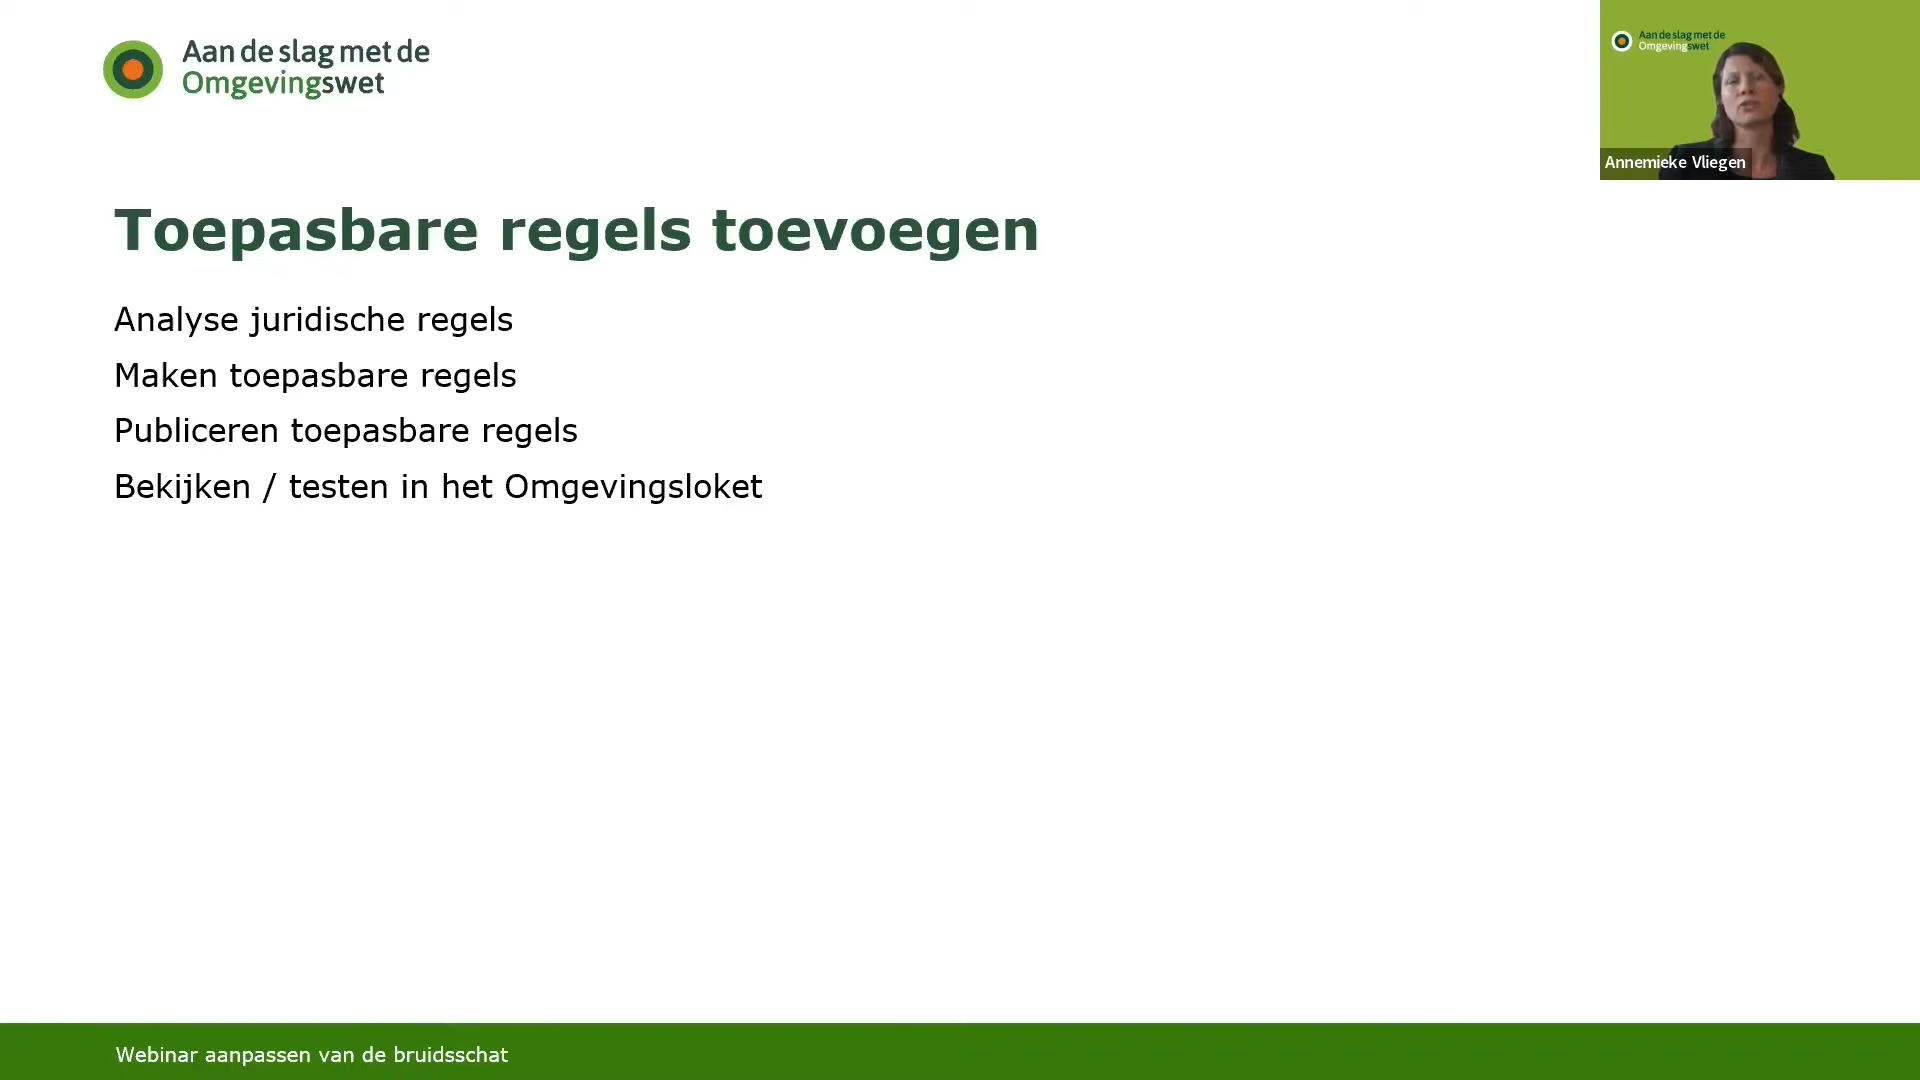 Aan de slag met de
Omgevingswet
Aan de slag met de
Omgevingswet
Annemieke Vliegen
Toepasbare regels toevoegen
Analyse juridische regels
Maken toepasbare regels
Publiceren toepasbare regels
Bekijken / testen in het Omgevingsloket
Webinar aanpassen van de bruidsschat